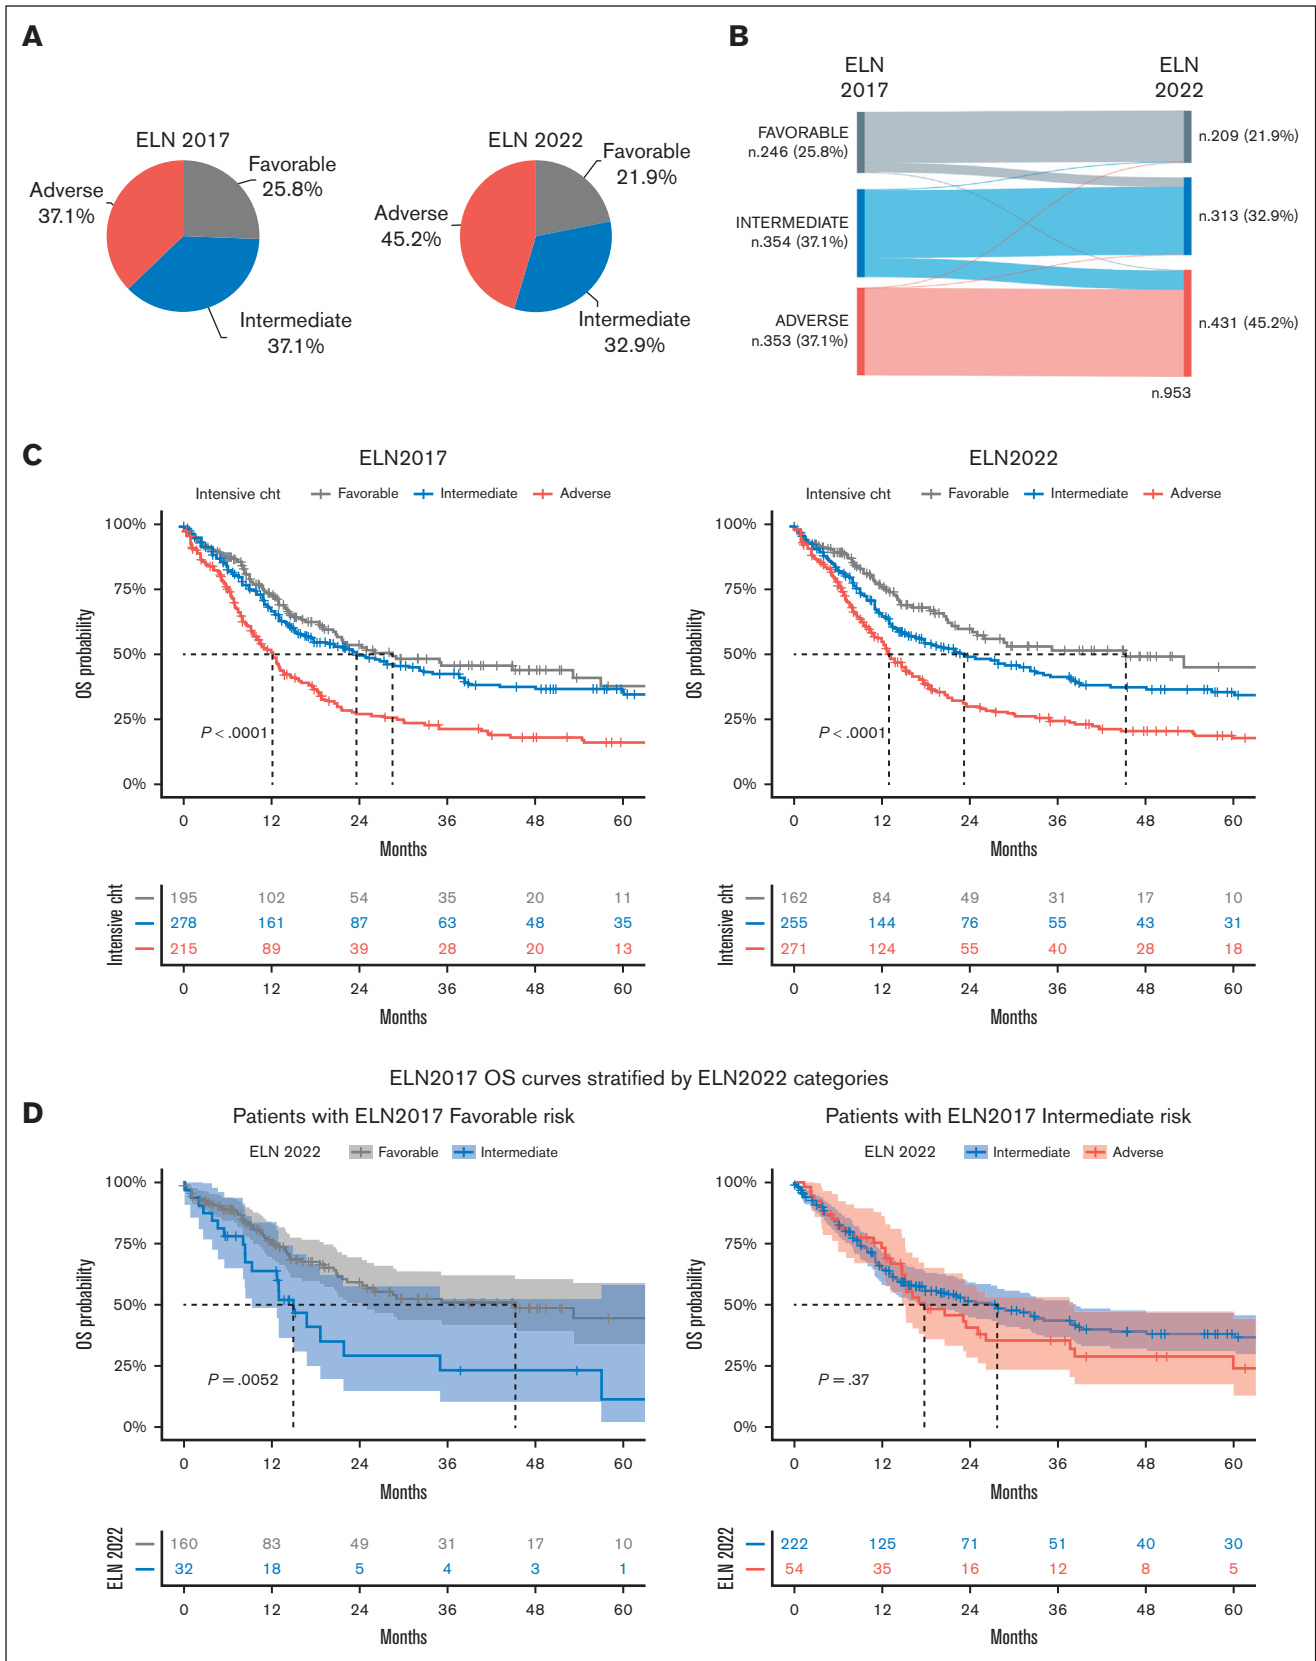 A
ELN 2017
Favorable
25.8%
Adverse
37.1%
Intermediate
37.1%
ELN 2022
Favorable
21.9%
Adverse
45.2%
Intermediate
32.9%
B
ELN
2017
ELN
2022
FAVORABLE
n.246 (25.8%)
INTERMEDIATE
n.354 (37.1%)
ADVERSE
n.353 (37.1%)
n.209 (21.9%)
n.313 (32.9%)
n.431 (45.2%)
n.953
C
ELN2017
Intensive cht Favorable Intermediate Adverse
OS probability
100%
75%
50%
25%
0%
P < .0001
0 12 24 36 48 60
Months
Intensive cht
195 102 54 35 20 11
278 161 87 63 48 35
215 89 39 28 20 13
0 12 24 36 48 60
Months
ELN2022
Intensive cht Favorable Intermediate Adverse
OS probability
100%
75%
50%
25%
0%
P < .0001
0 12 24 36 48 60
Months
Intensive cht
162 84 49 31 17 10
255 144 76 55 43 31
271 124 55 40 28 18
0 12 24 36 48 60
Months
ELN2017 OS curves stratified by ELN2022 categories
D
Patients with ELN2017 Favorable risk
ELN 2022 Favorable Intermediate
OS probability
100%
75%
50%
25%
0%
P = .0052
0 12 24 36 48 60
Months
ELN 2022
160 83 49 31 17 10
32 18 5 4 3 1
0 12 24 36 48 60
Months
Patients with ELN2017 Intermediate risk
ELN 2022 Intermediate Adverse
OS probability
100%
75%
50%
25%
0%
P = .37
0 12 24 36 48 60
Months
ELN 2022
222 125 71 51 40 30
54 35 16 12 8 5
0 12 24 36 48 60
Months